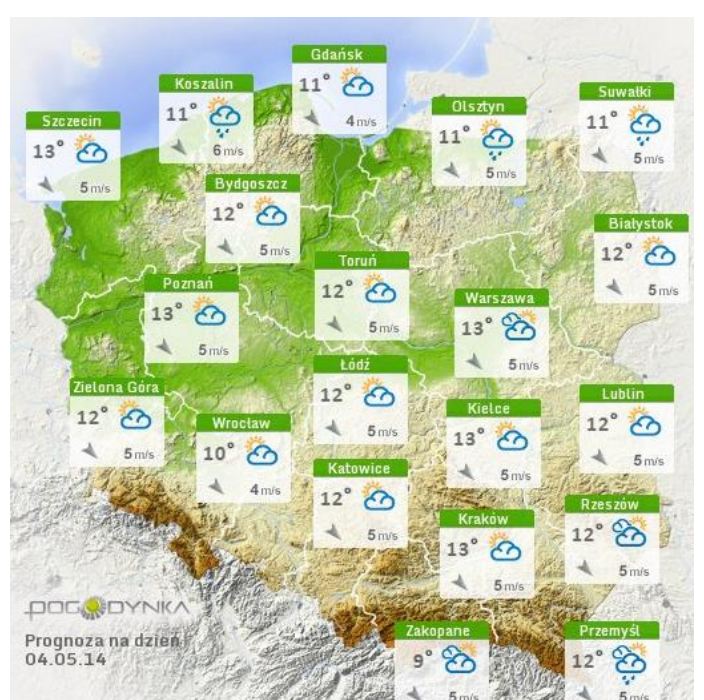 Gdańsk
11°
4 m/s
Koszalin
11°
6 m/s
Suwałki
11°
5 m/s
Olsztyn
11°
5 m/s
Szczecin
13°
5 m/s
Bydgoszcz
12°
5 m/s
Białystok
12°
5 m/s
Toruń
12°
5 m/s
Poznań
13°
5 m/s
Warszawa
13°
5 m/s
Łódź
12°
5 m/s
Zielona Góra
12°
5 m/s
Lublin
12°
5 m/s
Kielce
13°
5 m/s
Wrocław
10°
4 m/s
Katowice
12°
5 m/s
Rzeszów
12°
5 m/s
Kraków
13°
5 m/s
POGODYNKA
Prognoza na dzień
04.05.14
Zakopane
9°
5 m/s
Przemyśl
12°
5 m/s